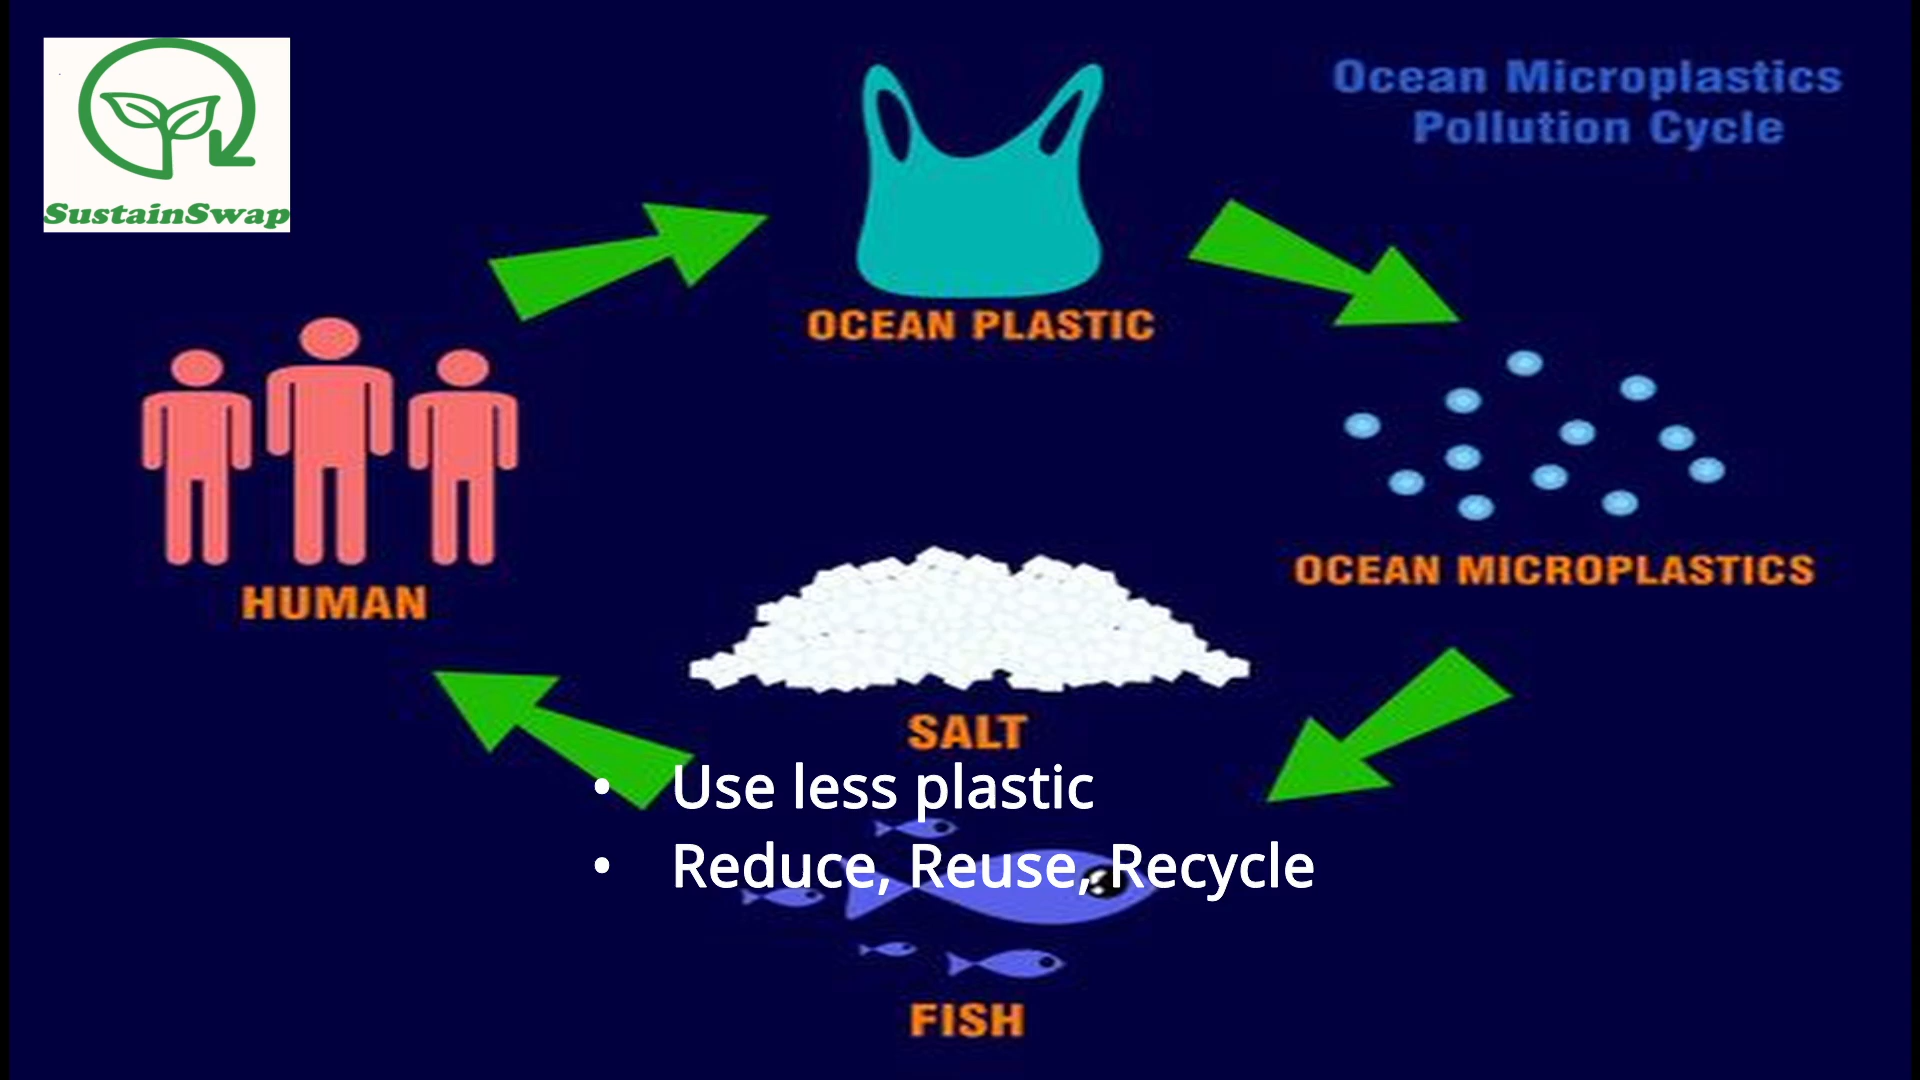 SustainSwap
Ocean Microplastics
Pollution Cycle
OCEAN PLASTIC
HUMAN
OCEAN MICROPLASTICS
SALT
• Use less plastic
• Reduce, Reuse, Recycle
FISH